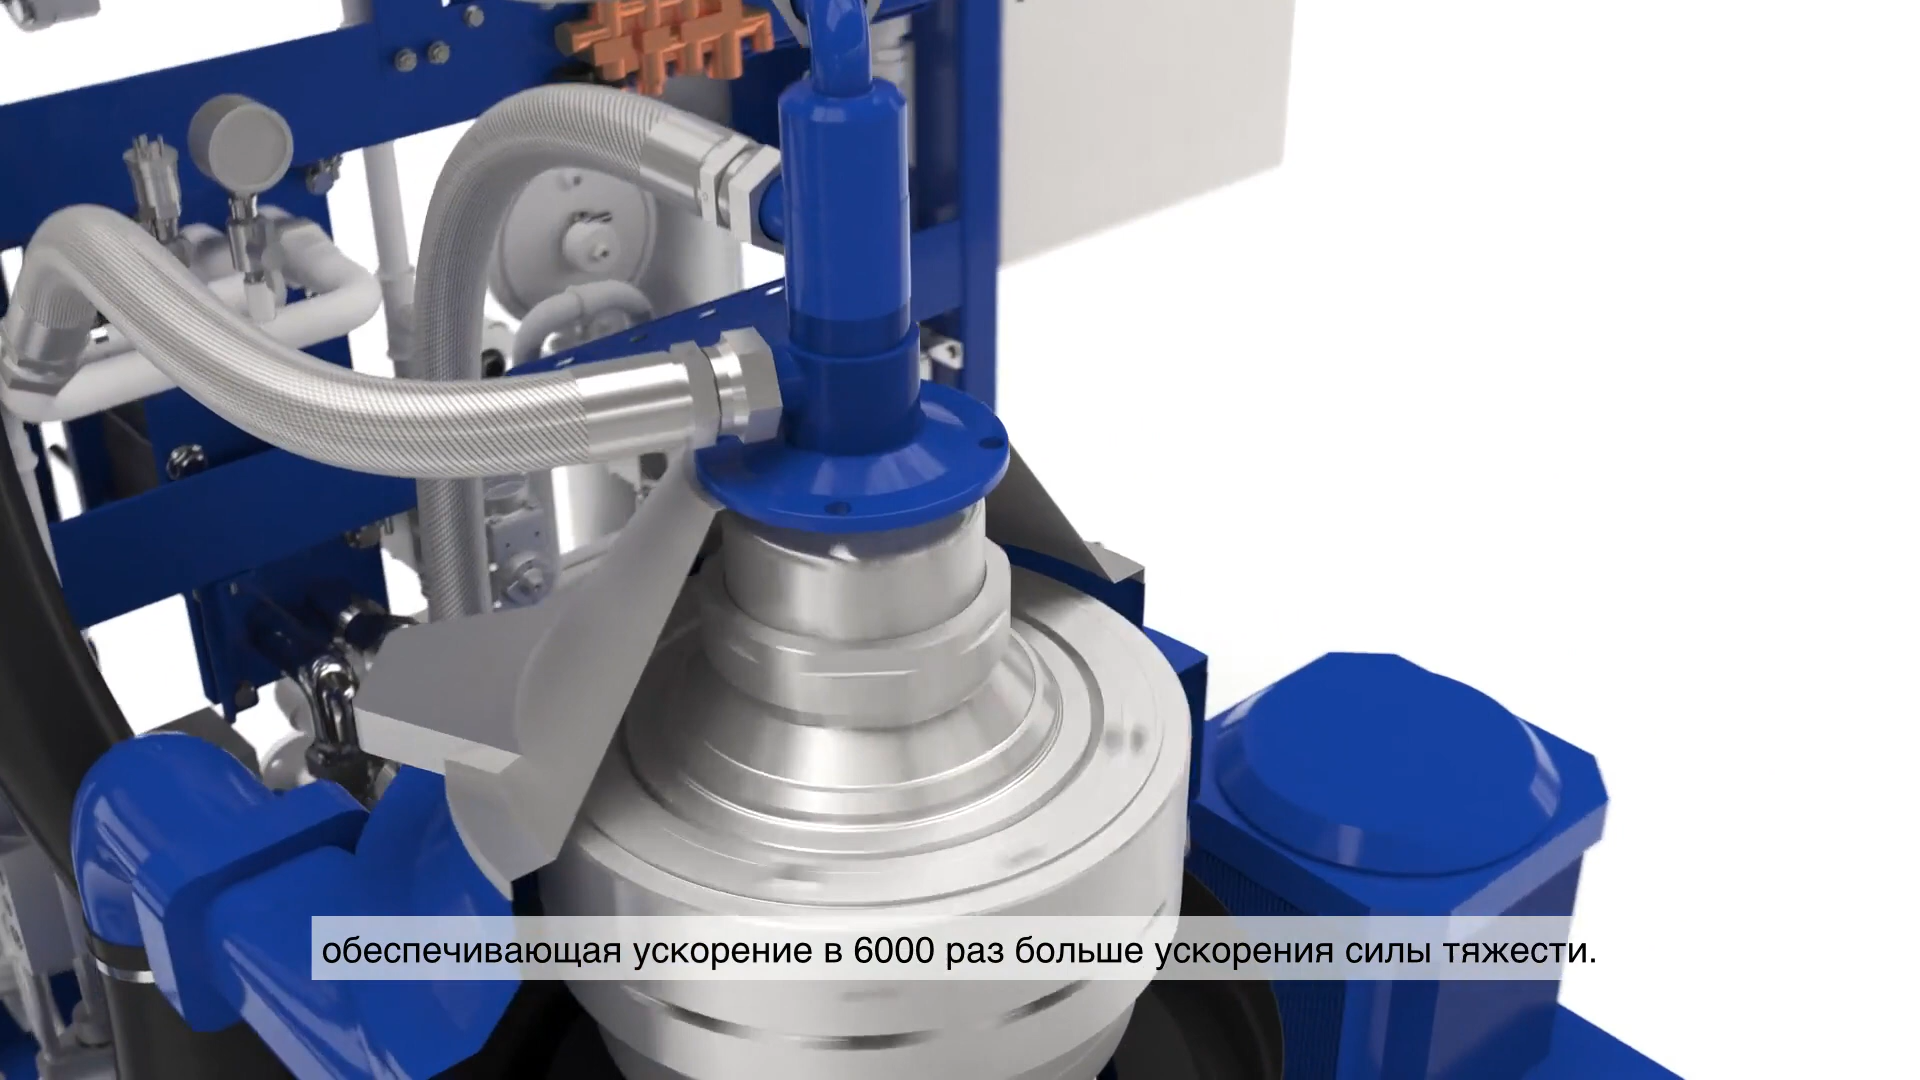 обеспечивающая ускорение в 6000 раз больше ускорения силы тяжести.